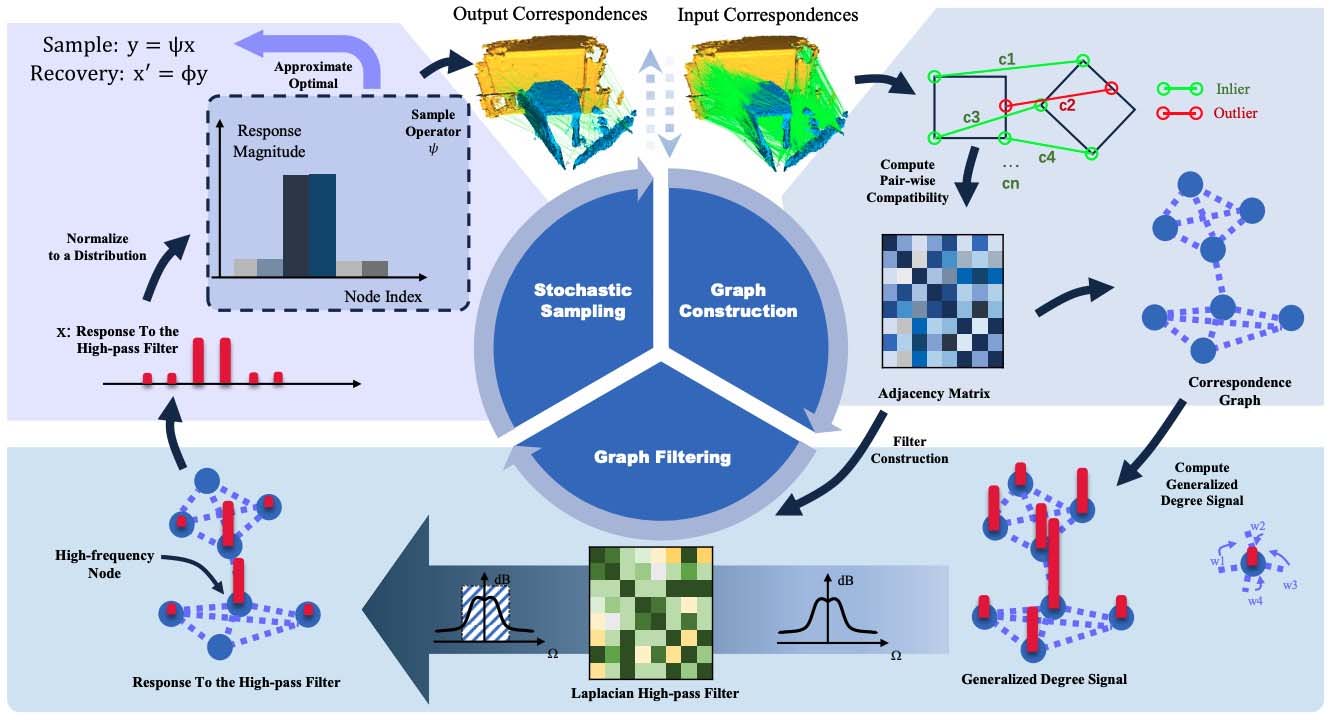 Output Correspondences
Input Correspondences
Sample: y = ψx
Recovery: x′ = ϕy
Approximate
Optimal
Sample
Operator
ψ
Response
Magnitude
Node Index
Normalize
to a Distribution
x: Response To the
High-pass Filter
c1
c2
c3
c4
...
cn
Inlier
Outlier
Compute
Pair-wise
Compatibility
Adjacency Matrix
Correspondence
Graph
Stochastic
Sampling
Graph
Construction
Graph Filtering
Filter
Construction
Compute
Generalized
Degree Signal
w2
w1
w3
w4
High-frequency
Node
dB
Ω
dB
Ω
Response To the High-pass Filter
Laplacian High-pass Filter
Generalized Degree Signal